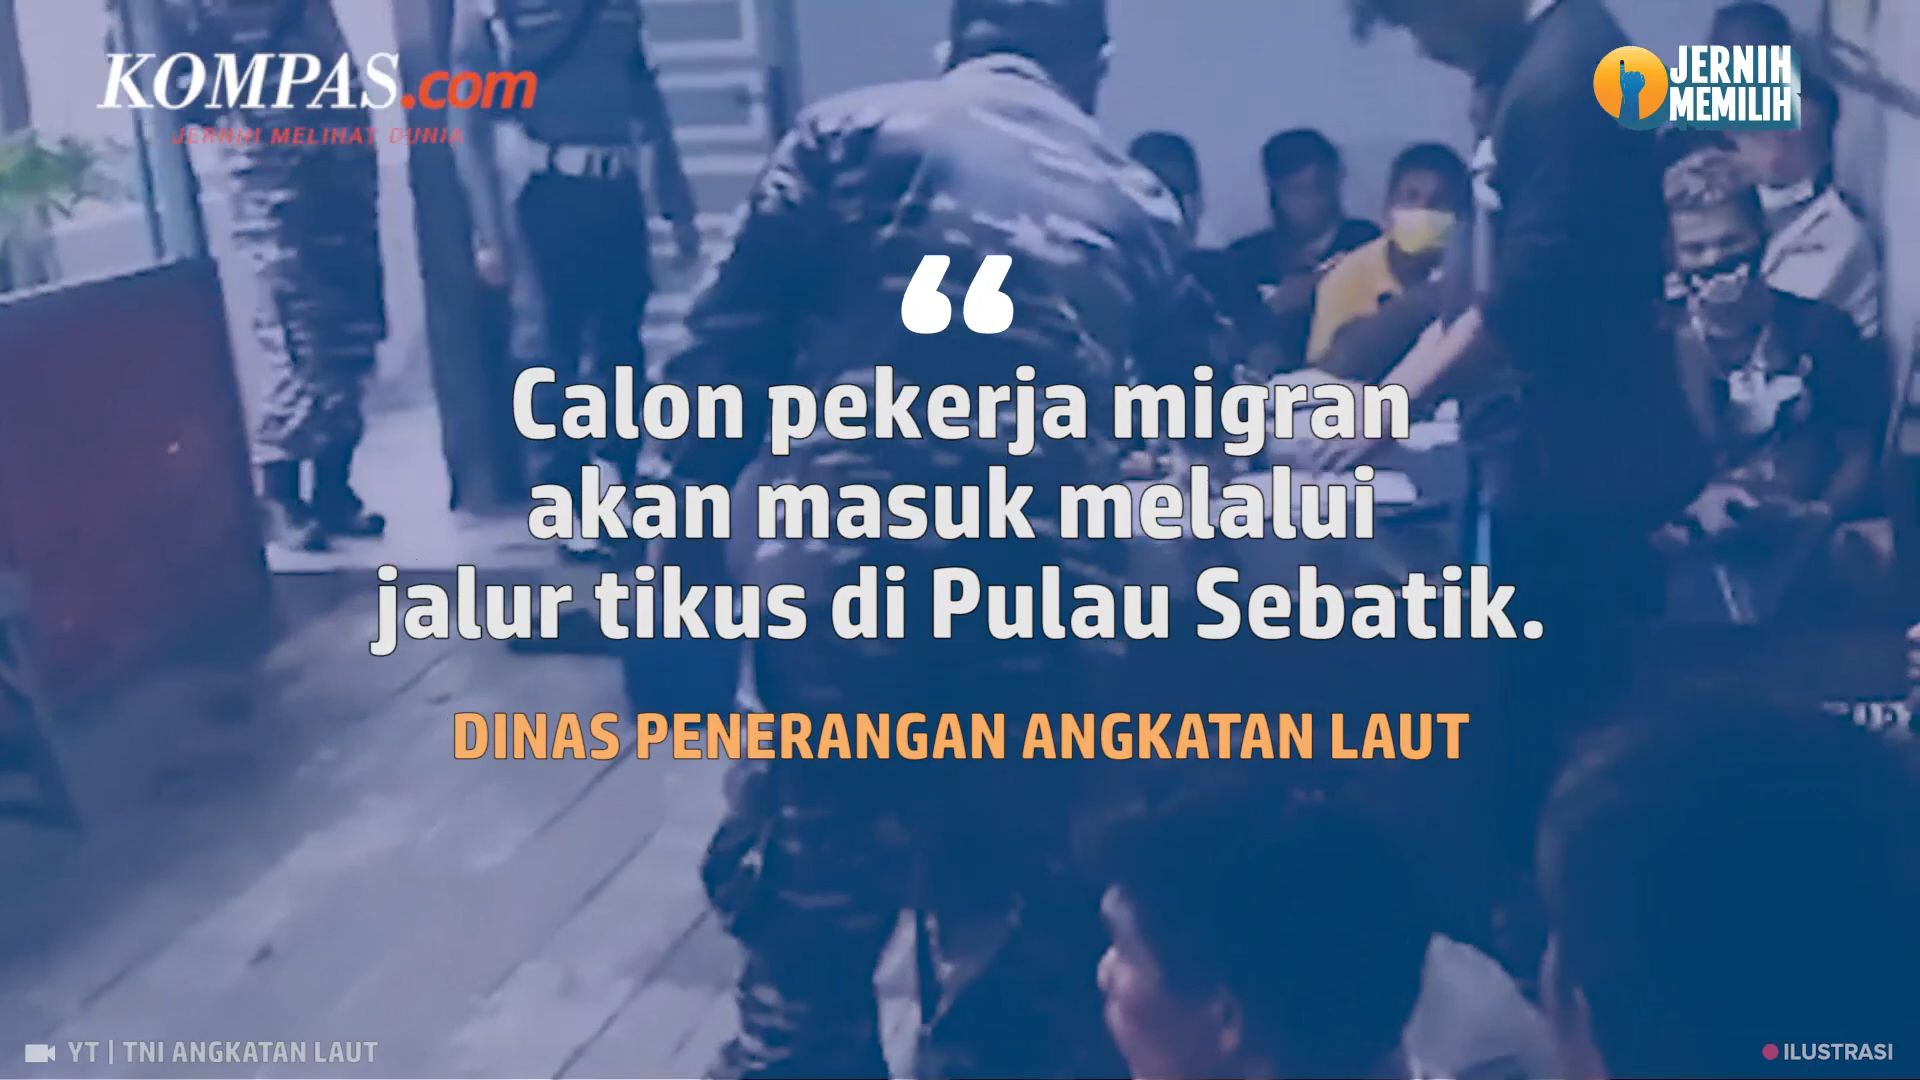 KOMPAS.com
JERNIH MELIHAT DUNIA
JERNIH
MEMILIH
“
Calon pekerja migran
akan masuk melalui
jalur tikus di Pulau Sebatik.
DINAS PENERANGAN ANGKATAN LAUT
YT | TNI ANGKATAN LAUT
ILUSTRASI